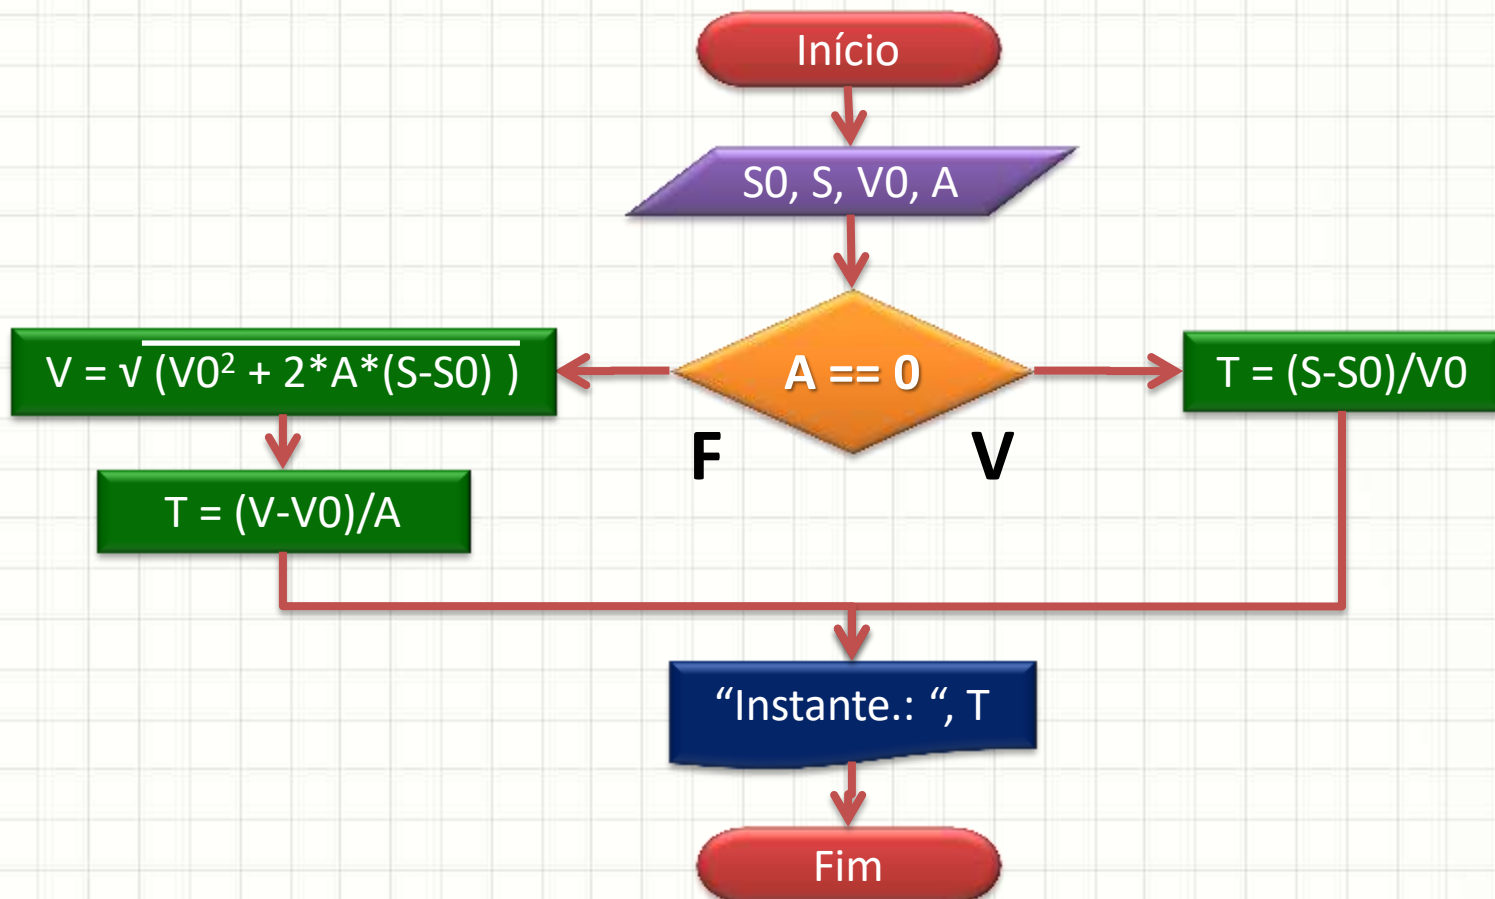 Início
S0, S, V0, A
V = √ (V0² + 2*A*(S-S0) )
A == 0
T = (S-S0)/V0
F
V
T = (V-V0)/A
“Instante.: “, T
Fim